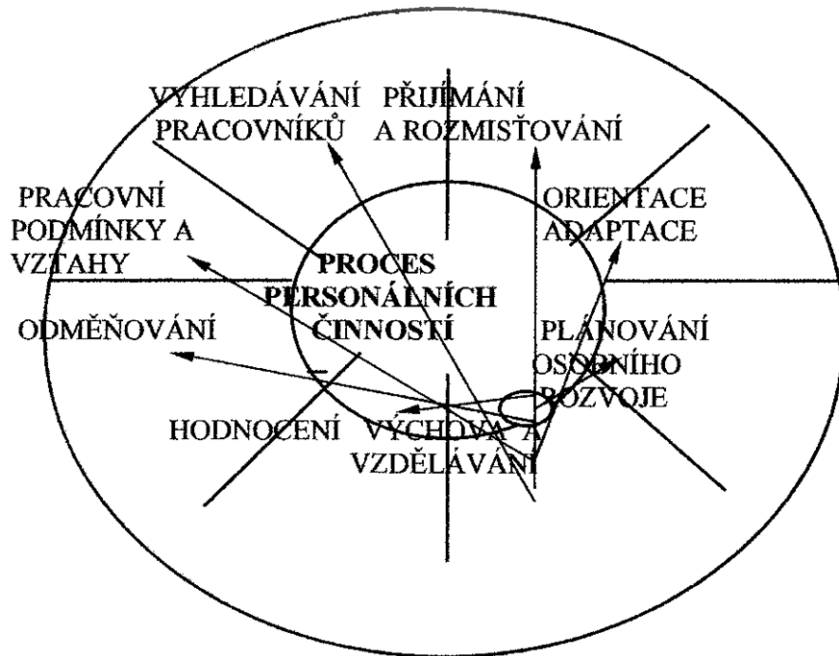 VYHLEDÁVÁNÍ
PRACOVNÍKŮ
PŘIJÍMÁNÍ
A ROZMISŤOVÁNÍ
ORIENTACE
ADAPTACE
PRACOVNÍ
PODMÍNKY A
VZTAHY
PROCES
PERSONÁLNÍCH
ČINNOSTÍ
ODMĚŇOVÁNÍ
PLÁNOVÁNÍ
OSOBNÍHO
ROZVOJE
HODNOCENÍ
VÝCHOVA A
VZDĚLÁVÁNÍ